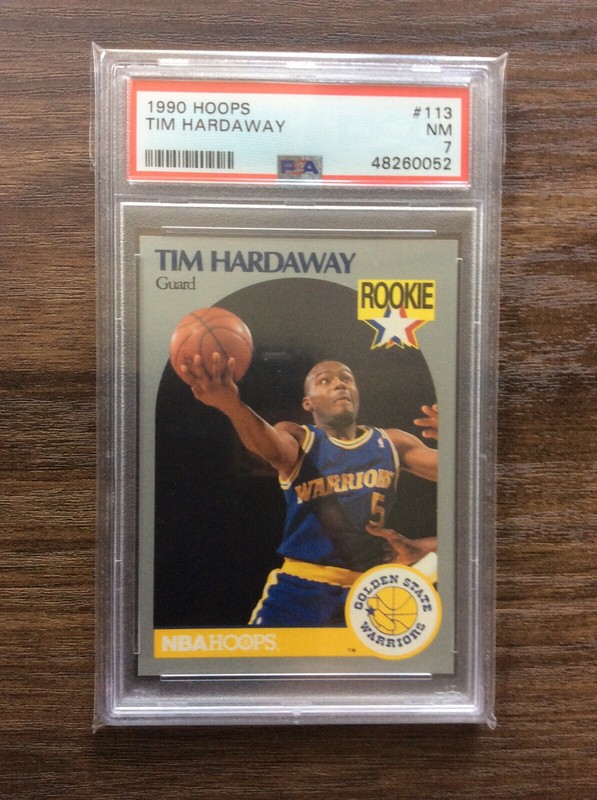 1990 HOOPS #113
TIM HARDAWAY NM
7
PSA 48260052
TIM HARDAWAY
Guard
ROOKIE
WARRIORS
5
GOLDEN STATE
WARRIORS
NBA HOOPS.
TM